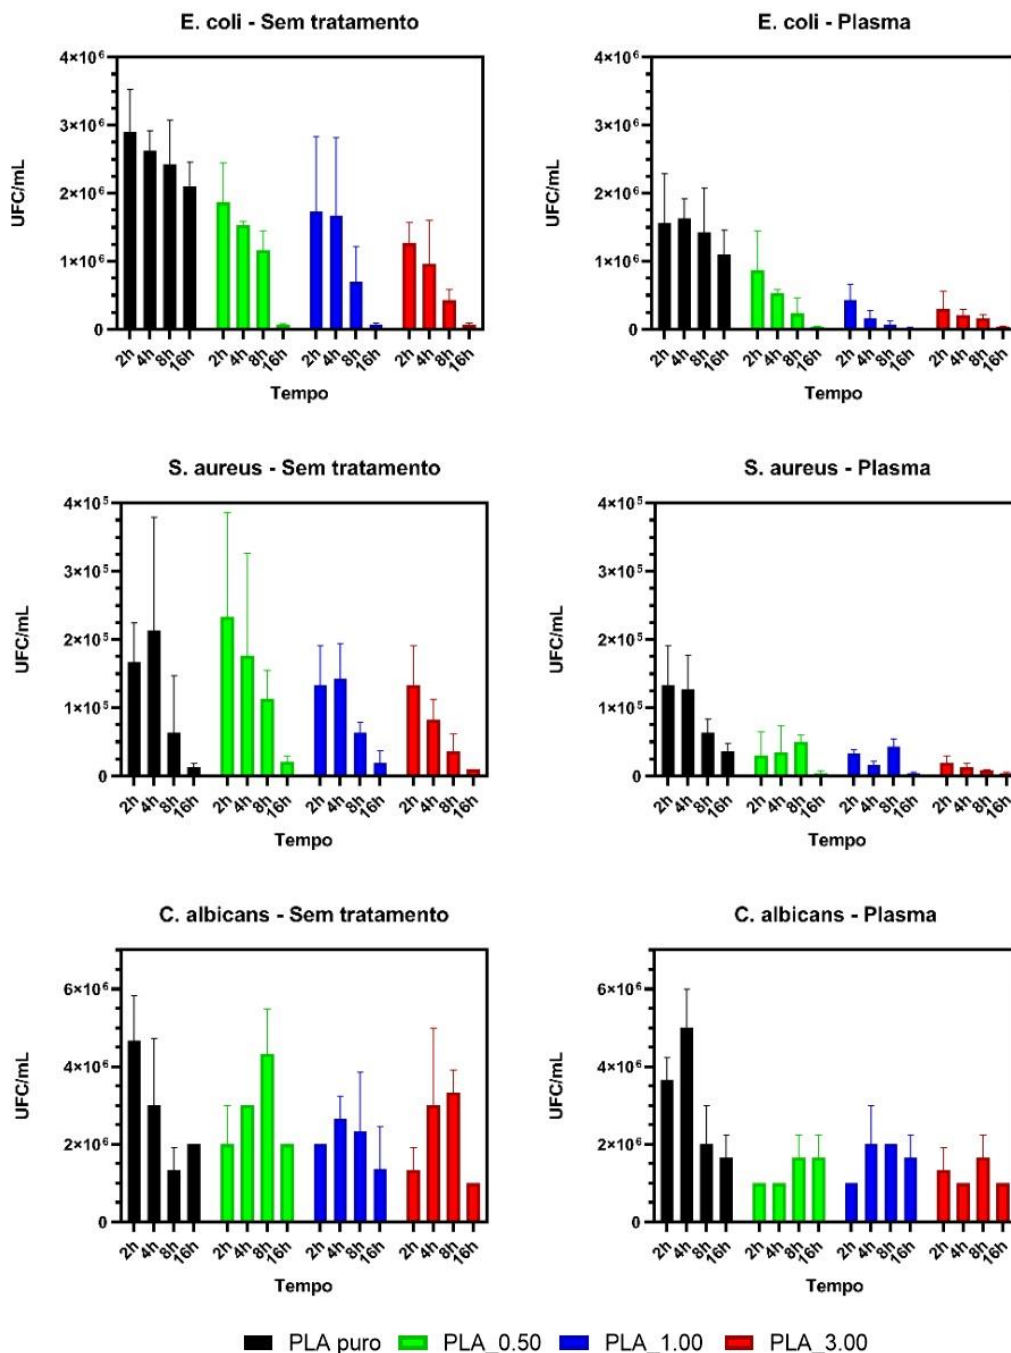 E. coli - Sem tratamento
4×10⁶
3×10⁶
2×10⁶
1×10⁶
0
UFC/mL
2h 4h 8h 16h 2h 4h 8h 16h 2h 4h 8h 16h 2h 4h 8h 16h
Tempo
E. coli - Plasma
4×10⁶
3×10⁶
2×10⁶
1×10⁶
0
UFC/mL
2h 4h 8h 16h 2h 4h 8h 16h 2h 4h 8h 16h 2h 4h 8h 16h
Tempo
S. aureus - Sem tratamento
4×10⁵
3×10⁵
2×10⁵
1×10⁵
0
UFC/mL
2h 4h 8h 16h 2h 4h 8h 16h 2h 4h 8h 16h 2h 4h 8h 16h
Tempo
S. aureus - Plasma
4×10⁵
3×10⁵
2×10⁵
1×10⁵
0
UFC/mL
2h 4h 8h 16h 2h 4h 8h 16h 2h 4h 8h 16h 2h 4h 8h 16h
Tempo
C. albicans - Sem tratamento
6×10⁶
4×10⁶
2×10⁶
0
UFC/mL
2h 4h 8h 16h 2h 4h 8h 16h 2h 4h 8h 16h 2h 4h 8h 16h
Tempo
C. albicans - Plasma
6×10⁶
4×10⁶
2×10⁶
0
UFC/mL
2h 4h 8h 16h 2h 4h 8h 16h 2h 4h 8h 16h 2h 4h 8h 16h
Tempo
PLA puro PLA_0.50 PLA_1.00 PLA_3.00